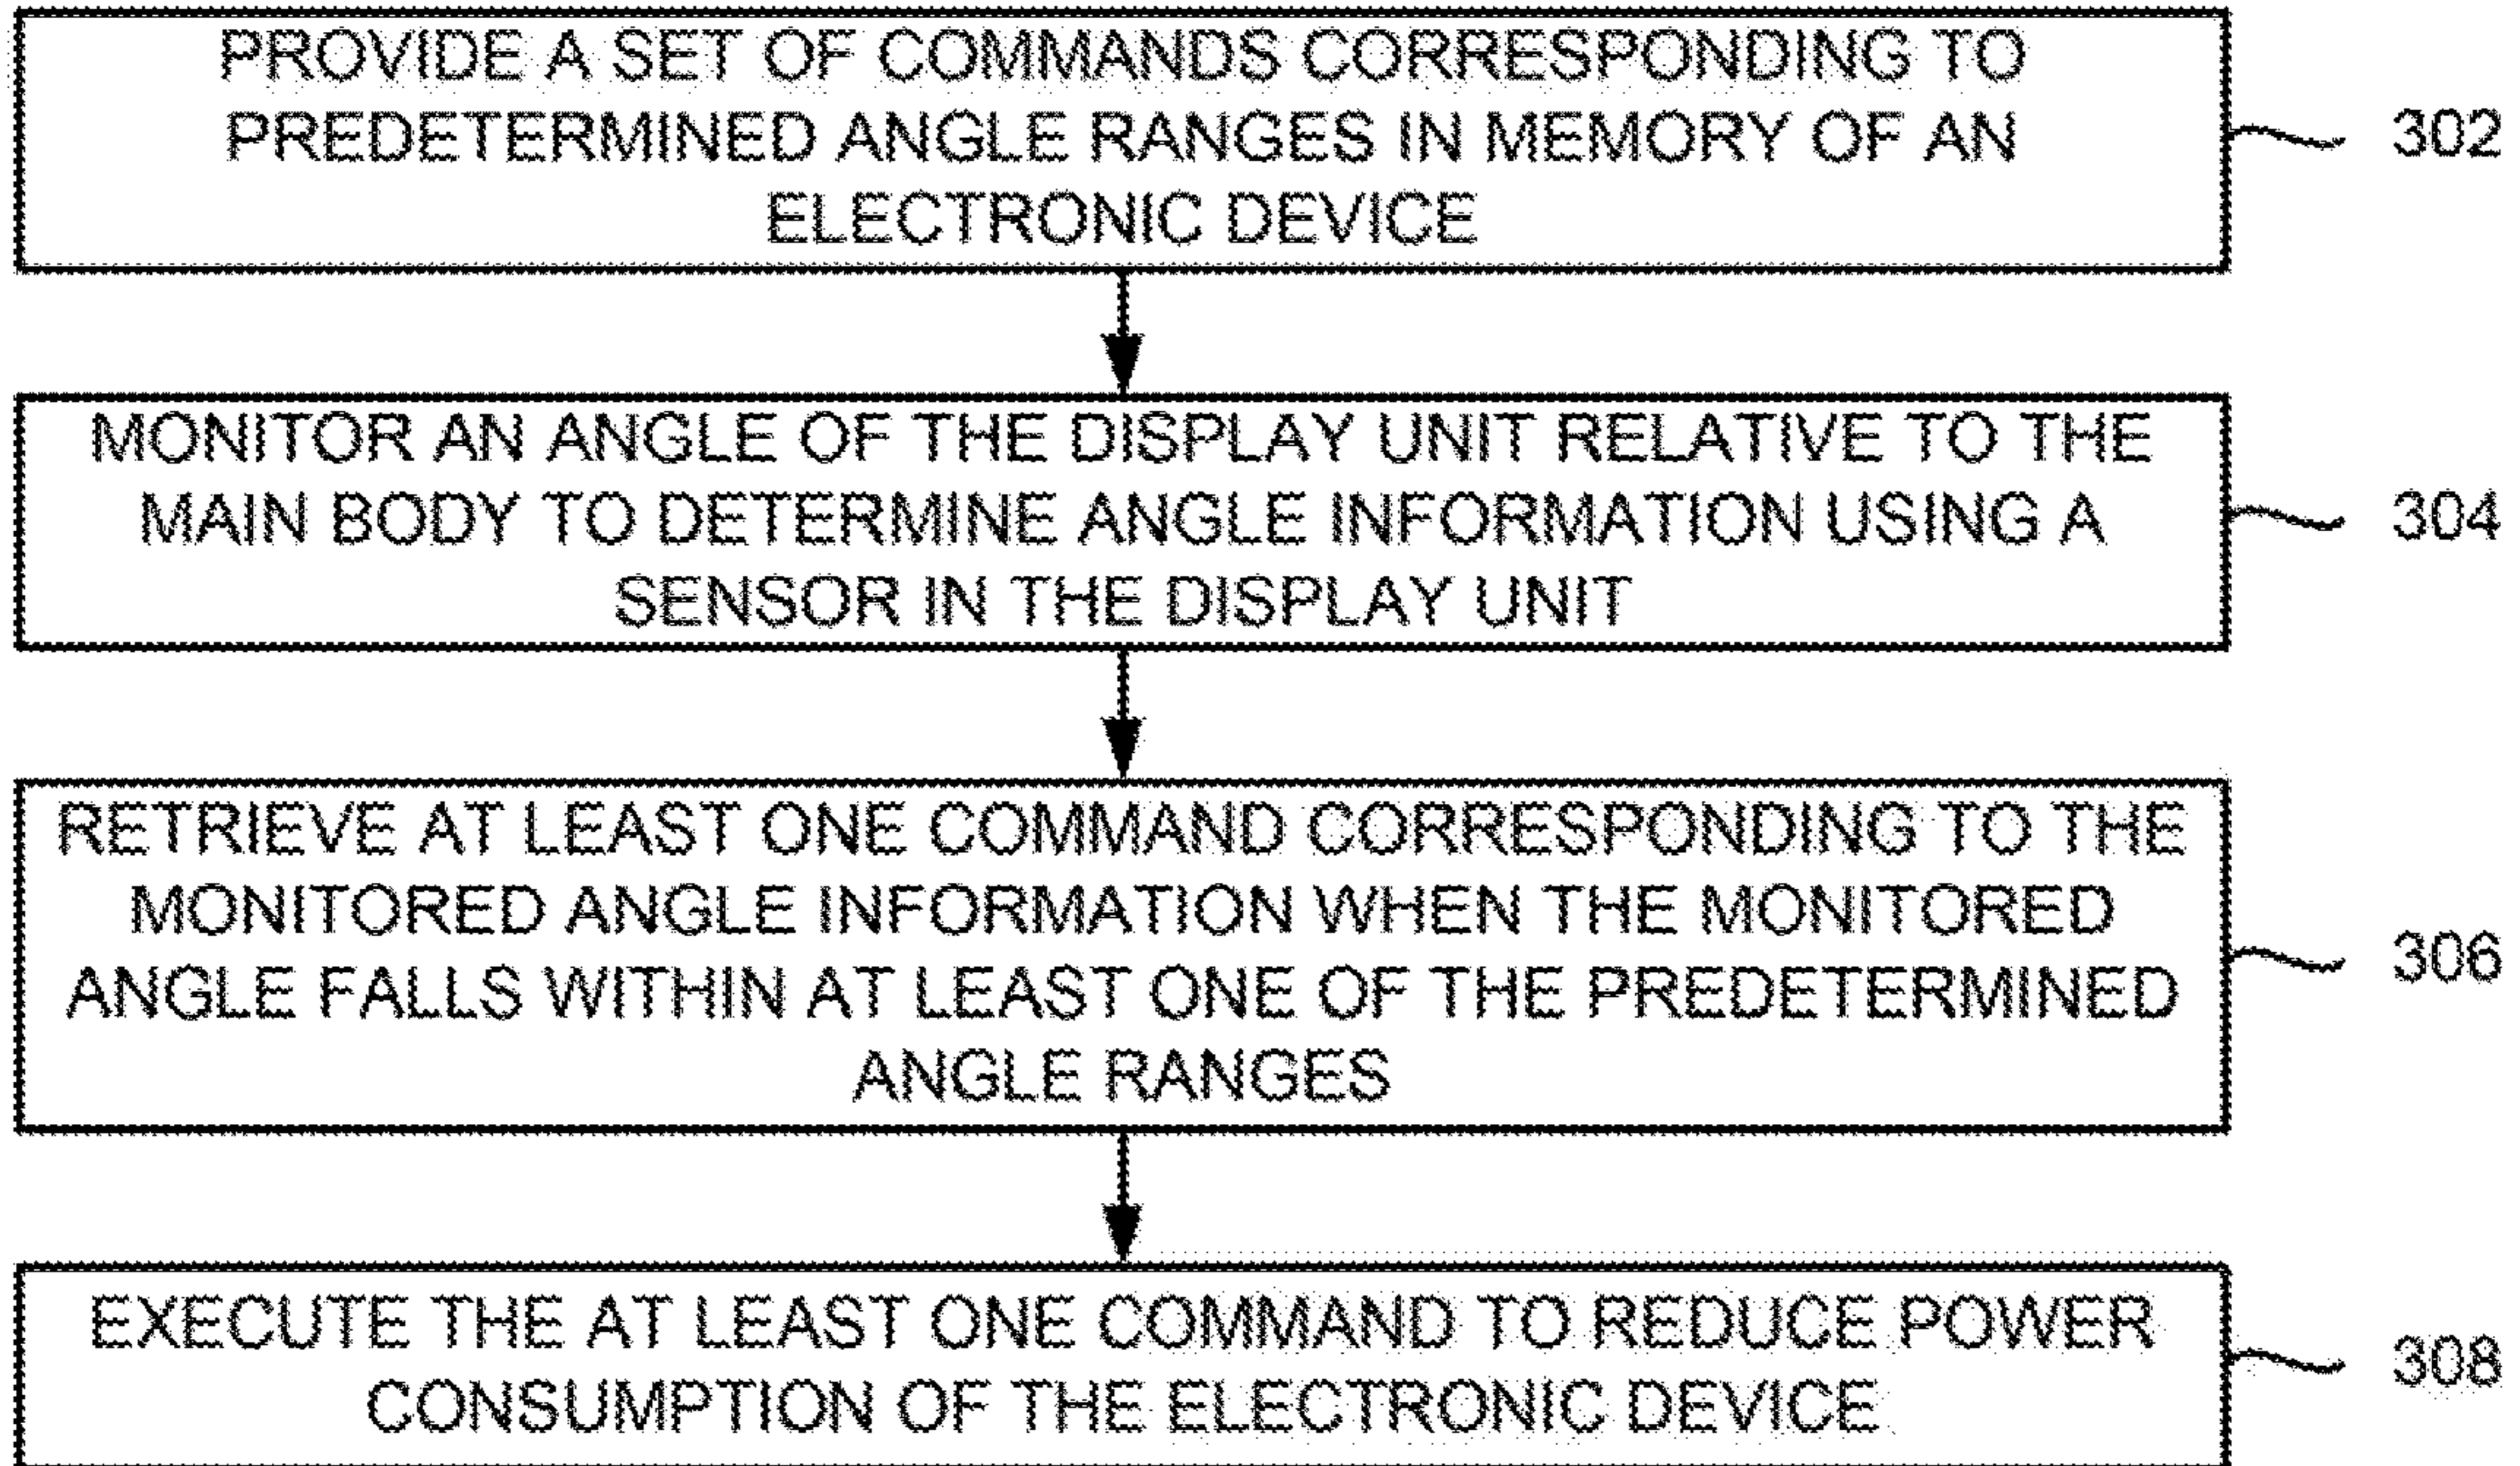 PROVIDE A SET OF COMMANDS CORRESPONDING TO
PREDETERMINED ANGLE RANGES IN MEMORY OF AN
ELECTRONIC DEVICE
302
MONITOR AN ANGLE OF THE DISPLAY UNIT RELATIVE TO THE
MAIN BODY TO DETERMINE ANGLE INFORMATION USING A
SENSOR IN THE DISPLAY UNIT
304
RETRIEVE AT LEAST ONE COMMAND CORRESPONDING TO THE
MONITORED ANGLE INFORMATION WHEN THE MONITORED
ANGLE FALLS WITHIN AT LEAST ONE OF THE PREDETERMINED
ANGLE RANGES
306
EXECUTE THE AT LEAST ONE COMMAND TO REDUCE POWER
CONSUMPTION OF THE ELECTRONIC DEVICE
308